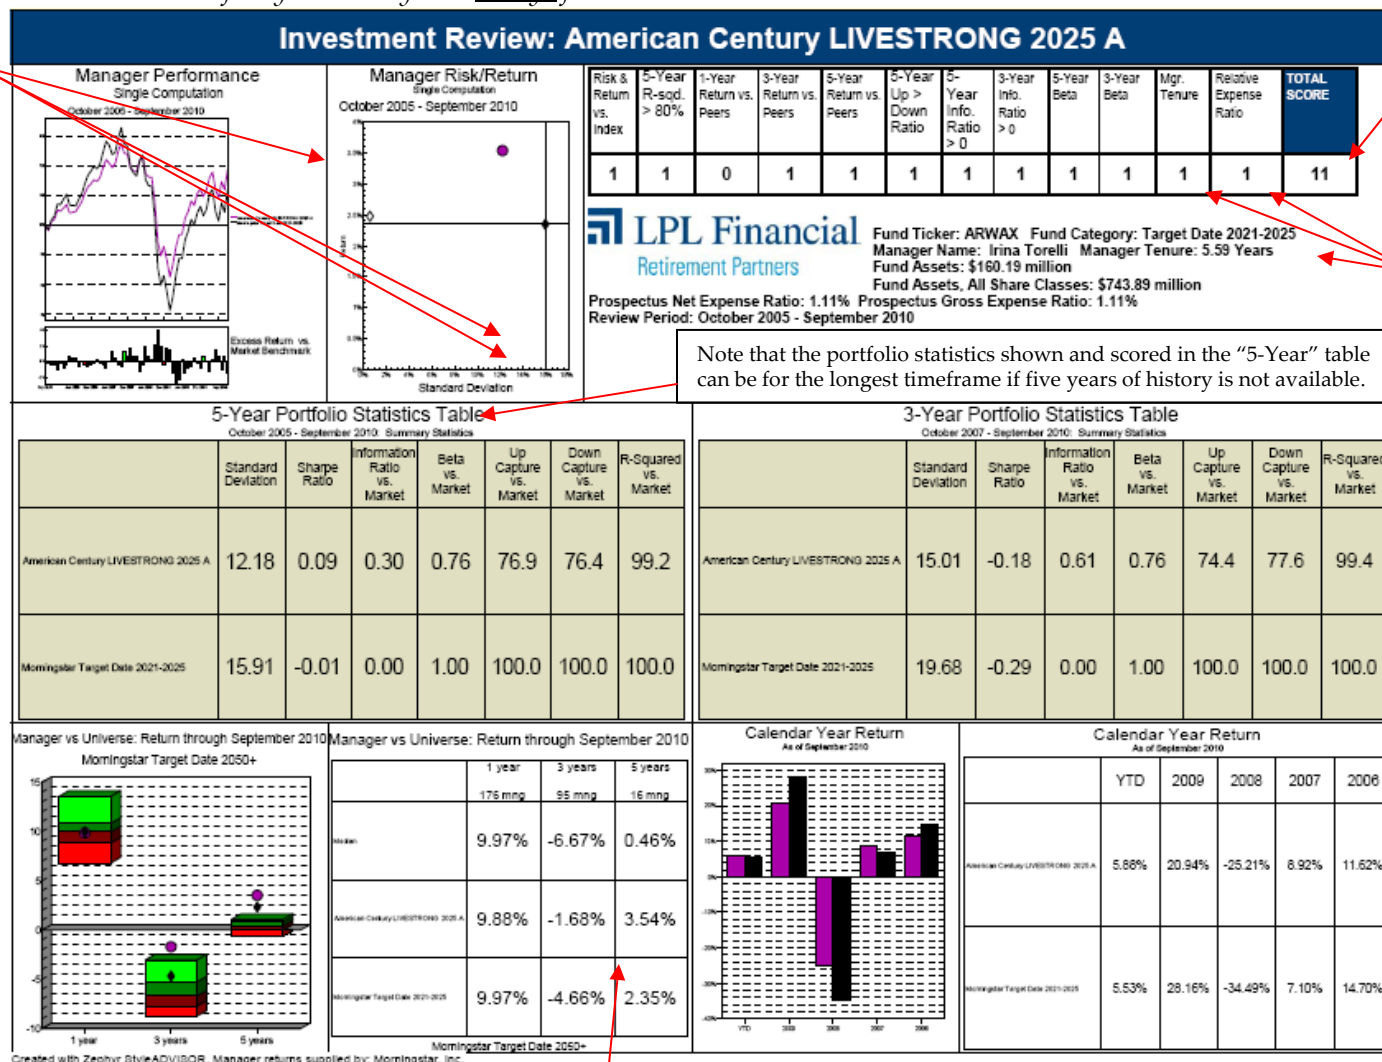 Investment Review: American Century LIVESTRONG 2025 A
Manager Performance
Single Computation
October 2005 - September 2010
Excess Return vs.
Market Benchmark
Manager Risk/Return
Single Computation
October 2005 - September 2010
Return
Standard Deviation
Risk & Return vs. Index
5-Year R-sqd. > 80%
1-Year Return vs. Peers
3-Year Return vs. Peers
5-Year Return vs. Peers
5-Year Up > Down Ratio
5-Year Info. Ratio > 0
3-Year Info. Ratio > 0
5-Year Beta
3-Year Beta
Mgr. Tenure
Relative Expense Ratio
TOTAL SCORE
1 1 0 1 1 1 1 1 1 1 1 1 11
LPL Financial
Retirement Partners
Fund Ticker: ARWAX Fund Category: Target Date 2021-2025
Manager Name: Irina Torelli Manager Tenure: 5.59 Years
Fund Assets: $160.19 million
Fund Assets, All Share Classes: $743.89 million
Prospectus Net Expense Ratio: 1.11% Prospectus Gross Expense Ratio: 1.11%
Review Period: October 2005 - September 2010
Note that the portfolio statistics shown and scored in the “5-Year” table
can be for the longest timeframe if five years of history is not available.
5-Year Portfolio Statistics Table
October 2005 - September 2010: Summary Statistics
Standard Deviation
Sharpe Ratio
Information Ratio vs. Market
Beta vs. Market
Up Capture vs. Market
Down Capture vs. Market
R-Squared vs. Market
American Century LIVESTRONG 2025 A 12.18 0.09 0.30 0.76 76.9 76.4 99.2
Morningstar Target Date 2021-2025 15.91 -0.01 0.00 1.00 100.0 100.0 100.0
3-Year Portfolio Statistics Table
October 2007 - September 2010: Summary Statistics
Standard Deviation
Sharpe Ratio
Information Ratio vs. Market
Beta vs. Market
Up Capture vs. Market
Down Capture vs. Market
R-Squared vs. Market
American Century LIVESTRONG 2025 A 15.01 -0.18 0.61 0.76 74.4 77.6 99.4
Morningstar Target Date 2021-2025 19.68 -0.29 0.00 1.00 100.0 100.0 100.0
Manager vs Universe: Return through September 2010
Morningstar Target Date 2050+
15
10
5
0
-5
-10
1 year 3 years 5 years
Manager vs Universe: Return through September 2010
1 year 3 years 5 years
176 mng 95 mng 16 mng
Median 9.97% -6.67% 0.46%
American Century LIVESTRONG 2025 A 9.88% -1.68% 3.54%
Morningstar Target Date 2021-2025 9.97% -4.66% 2.35%
Morningstar Target Date 2050+
Calendar Year Return
As of September 2010
30%
20%
10%
0%
-10%
-20%
-30%
-40%
YTD 2009 2008 2007 2006
Calendar Year Return
As of September 2010
YTD 2009 2008 2007 2006
American Century LIVESTRONG 2025 A 5.86% 20.94% -25.21% 8.92% 11.62%
Morningstar Target Date 2021-2025 5.53% 28.16% -34.49% 7.10% 14.70%
Created with Zephyr StyleADVISOR. Manager returns supplied by: Morningstar, Inc.